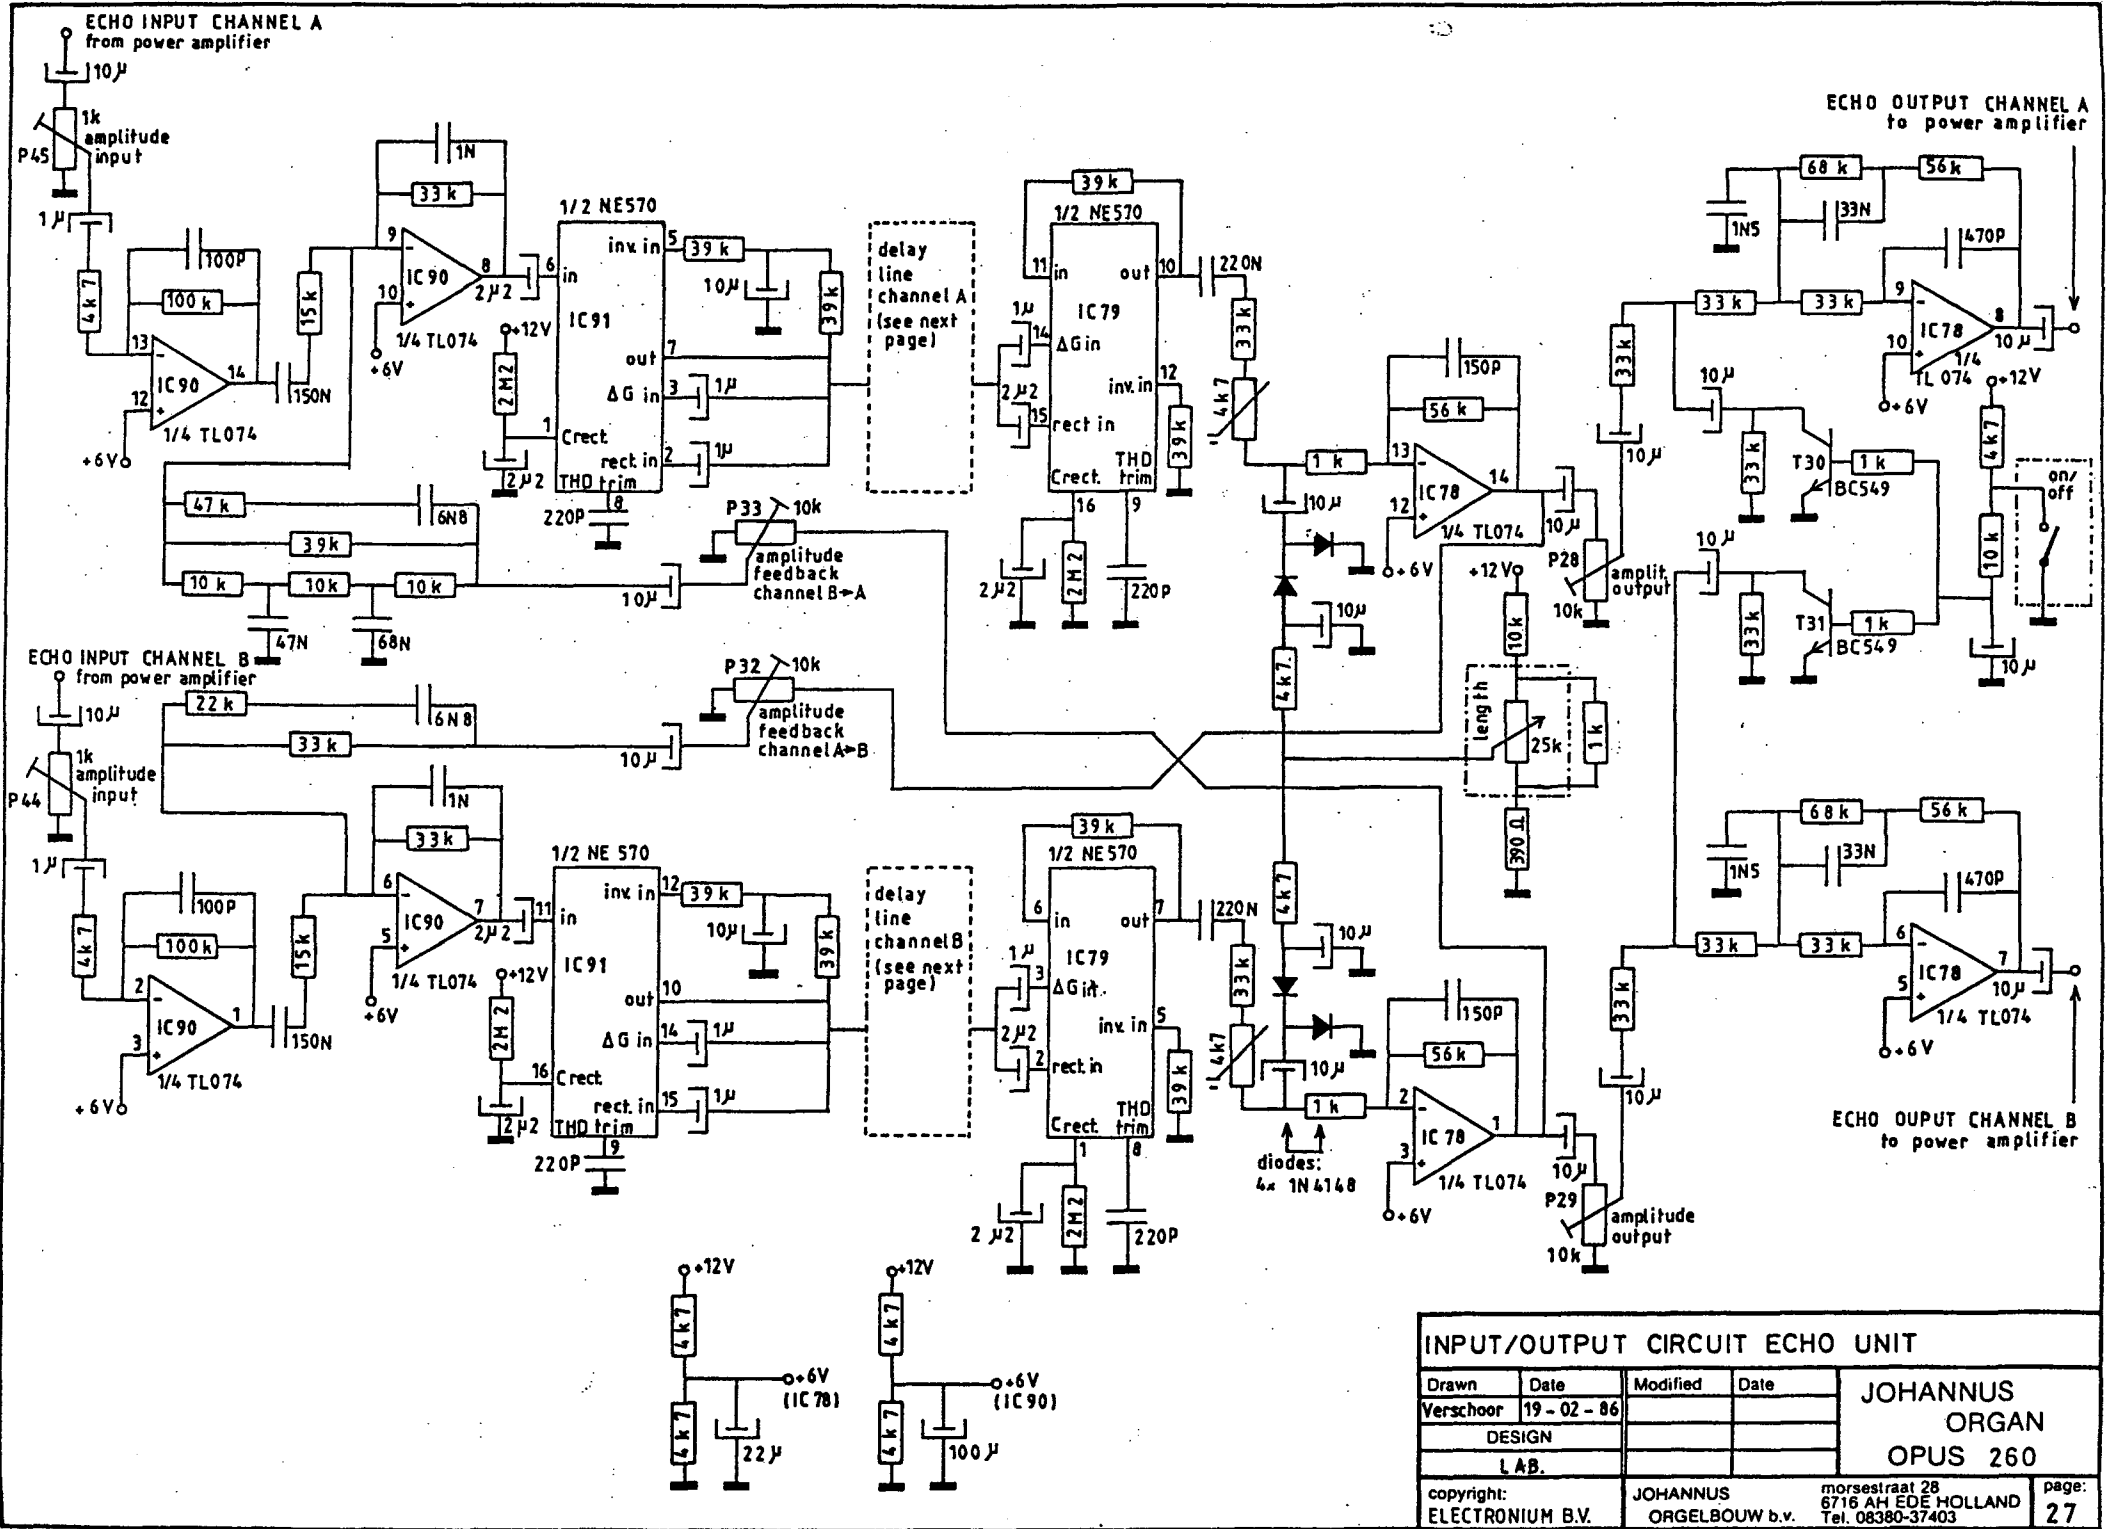 ECHO INPUT CHANNEL A
from power amplifier
10µ
1k
amplitude
input
P45
1µ
4k7
100P
100k
13
12
14
IC90
1/4 TL074
+6V
150N
15k
1N
33k
9
10
8
IC90
1/4 TL074
+6V
2µ2
1/2 NE570
6
in
inv. in
5
39k
10µ
39k
IC91
out
7
ΔG in
3
1µ
+12V
2M2
1
Crect.
2µ2
rect. in
2
1µ
THD trim
8
220P
47k
6N8
39k
10k
10k
10k
47N
68N
10µ
P33
10k
amplitude
feedback
channel B➔A
delay
line
channel A
(see next
page)
39k
1/2 NE570
11
in
out
10
220N
IC79
1µ
14
ΔG in
2µ2
15
rect in
inv. in
12
39k
THD
trim
Crect.
16
9
2µ2
2M2
220P
33k
4k7
1k
10µ
10µ
4k7
150P
56k
13
12
14
IC78
1/4 TL074
+6V
10µ
P28
10k
amplit.
output
33k
10µ
ECHO OUTPUT CHANNEL A
to power amplifier
68k
56k
1N5
33N
470P
33k
33k
9
10
8
IC78
1/4
TL 074
10µ
+6V
+12V
4k7
10k
on/
off
10µ
33k
T30
BC549
1k
10µ
33k
T31
BC549
1k
10µ
+12V
10k
length
25k
1k
390Ω
ECHO INPUT CHANNEL B
from power amplifier
10µ
1k
amplitude
input
P44
22k
6N8
33k
10µ
P32
10k
amplitude
feedback
channel A➔B
1µ
4k7
100P
100k
2
3
1
IC90
1/4 TL074
+6V
150N
15k
1N
33k
6
5
7
IC90
1/4 TL074
+6V
2µ2
1/2 NE 570
11
in
inv. in
12
39k
10µ
39k
IC91
out
10
ΔG in
14
1µ
+12V
2M2
16
Crect.
2µ2
rect. in
15
1µ
THD trim
9
220P
delay
line
channel B
(see next
page)
39k
1/2 NE570
6
in
out
7
220N
IC79
1µ
3
ΔG in.
2µ2
2
rect. in
inv. in
5
39k
THD
trim
Crect.
1
8
2µ2
2M2
220P
33k
4k7
4k7
10µ
10µ
1k
diodes:
4x 1N4148
150P
56k
2
3
1
IC78
1/4 TL074
+6V
10µ
P29
10k
amplitude
output
33k
10µ
68k
56k
1N5
33N
470P
33k
33k
6
5
7
IC78
1/4 TL074
10µ
+6V
ECHO OUPUT CHANNEL B
to power amplifier
+12V
4k7
4k7
+6V
(IC78)
22µ
+12V
4k7
4k7
+6V
(IC90)
100µ
INPUT/OUTPUT CIRCUIT ECHO UNIT
Drawn Date Modified Date
Verschoor 19-02-86
DESIGN
LAB.
JOHANNUS
ORGAN
OPUS 260
copyright:
ELECTRONIUM B.V.
JOHANNUS
ORGELBOUW b.v.
morsestraat 28
6716 AH EDE HOLLAND
Tel. 08380-37403
page:
27